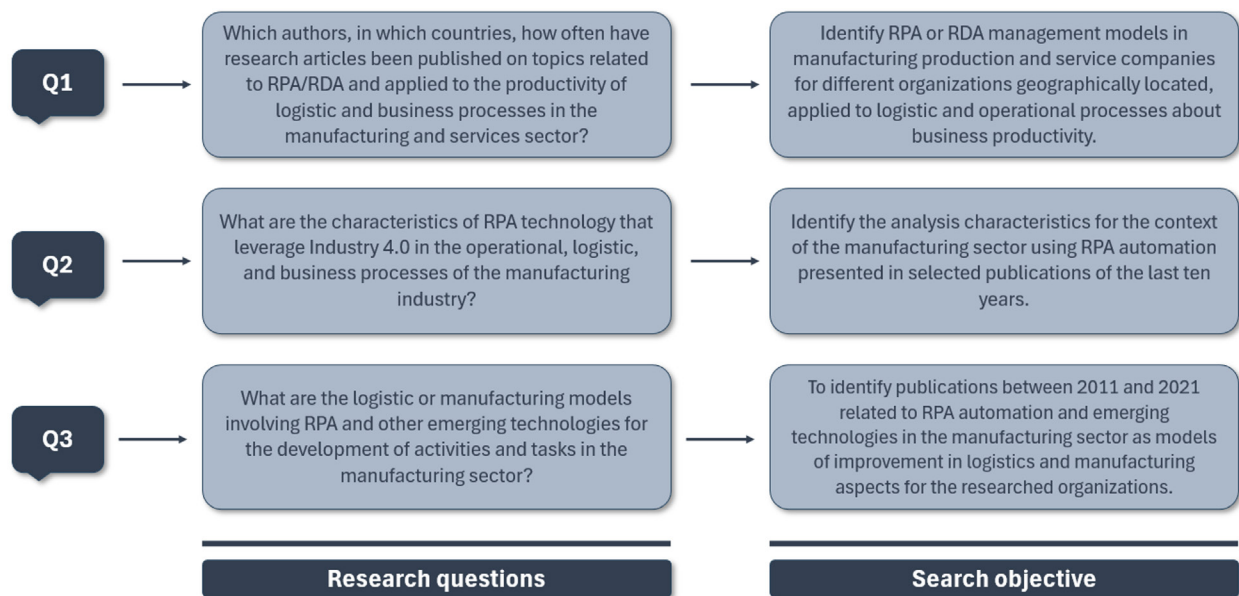 Q1
Which authors, in which countries, how often have
research articles been published on topics related
to RPA/RDA and applied to the productivity of
logistic and business processes in the
manufacturing and services sector?
Identify RPA or RDA management models in
manufacturing production and service companies
for different organizations geographically located,
applied to logistic and operational processes about
business productivity.
Q2
What are the characteristics of RPA technology that
leverage Industry 4.0 in the operational, logistic,
and business processes of the manufacturing
industry?
Identify the analysis characteristics for the context
of the manufacturing sector using RPA automation
presented in selected publications of the last ten
years.
Q3
What are the logistic or manufacturing models
involving RPA and other emerging technologies for
the development of activities and tasks in the
manufacturing sector?
To identify publications between 2011 and 2021
related to RPA automation and emerging
technologies in the manufacturing sector as models
of improvement in logistics and manufacturing
aspects for the researched organizations.
Research questions
Search objective